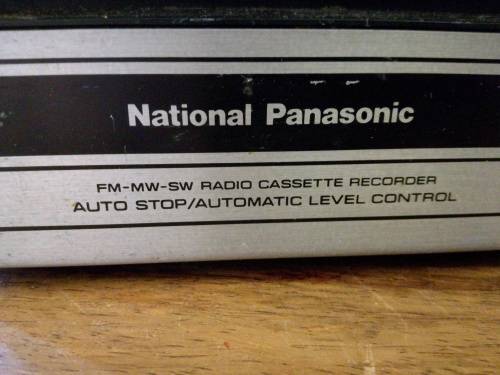 National Panasonic
FM-MW-SW RADIO CASSETTE RECORDER
AUTO STOP/AUTOMATIC LEVEL CONTROL